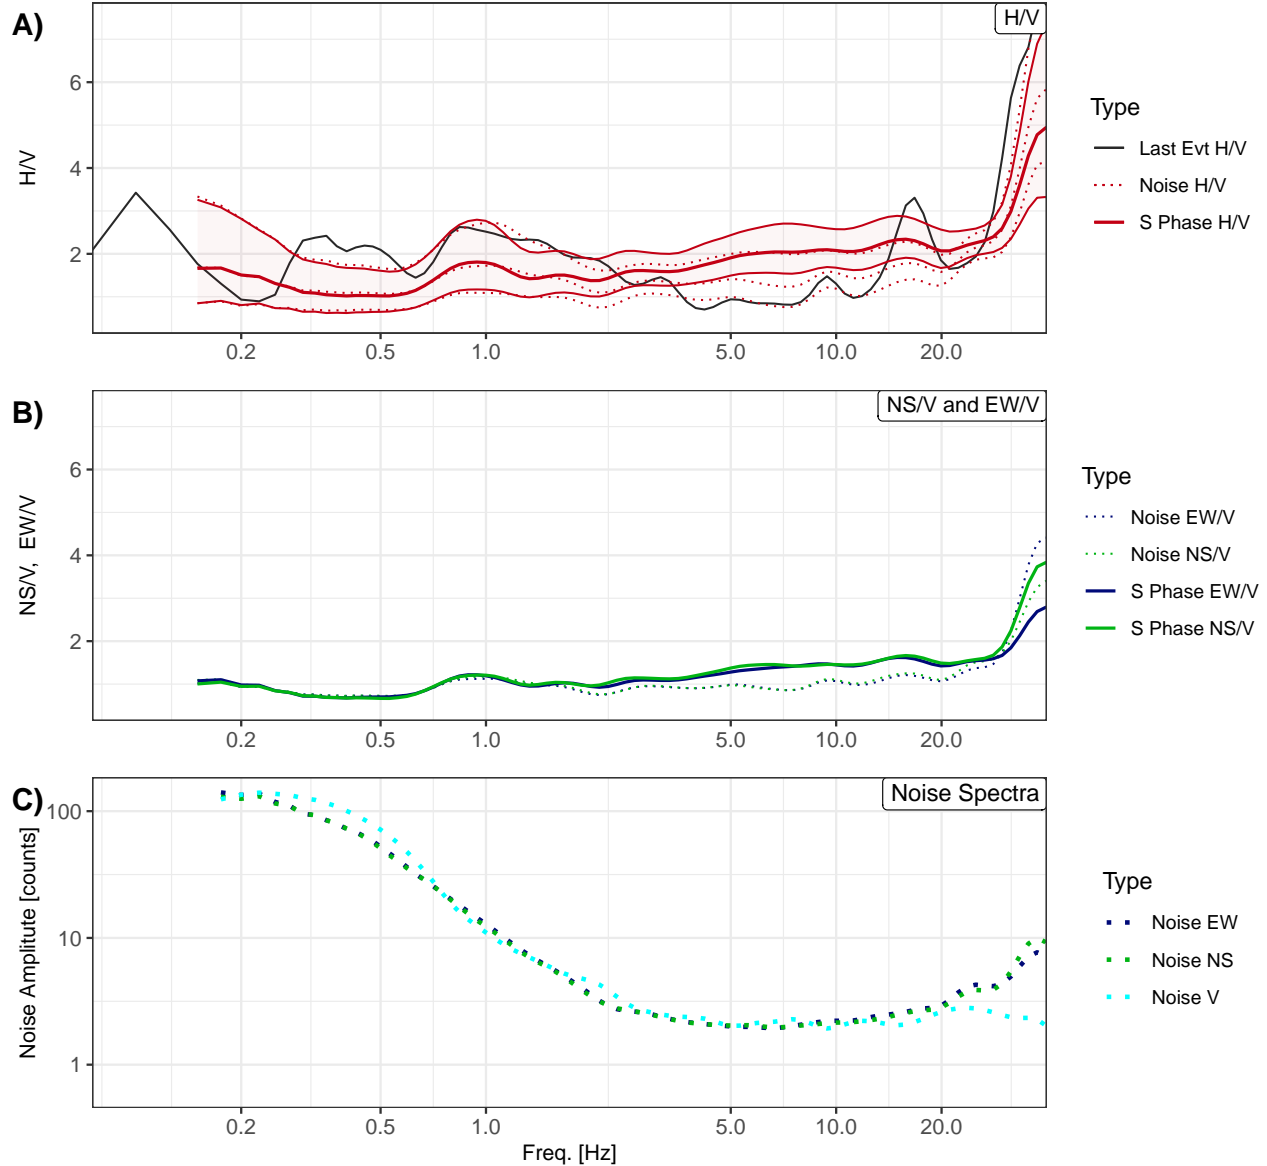 A)
H/V
6
4
2
H/V
0.2 0.5 1.0 5.0 10.0 20.0
Type
Last Evt H/V
Noise H/V
S Phase H/V
B)
NS/V and EW/V
6
4
2
NS/V, EW/V
0.2 0.5 1.0 5.0 10.0 20.0
Type
Noise EW/V
Noise NS/V
S Phase EW/V
S Phase NS/V
C)
Noise Spectra
100
10
1
Noise Amplitute [counts]
0.2 0.5 1.0 5.0 10.0 20.0
Freq. [Hz]
Type
Noise EW
Noise NS
Noise V